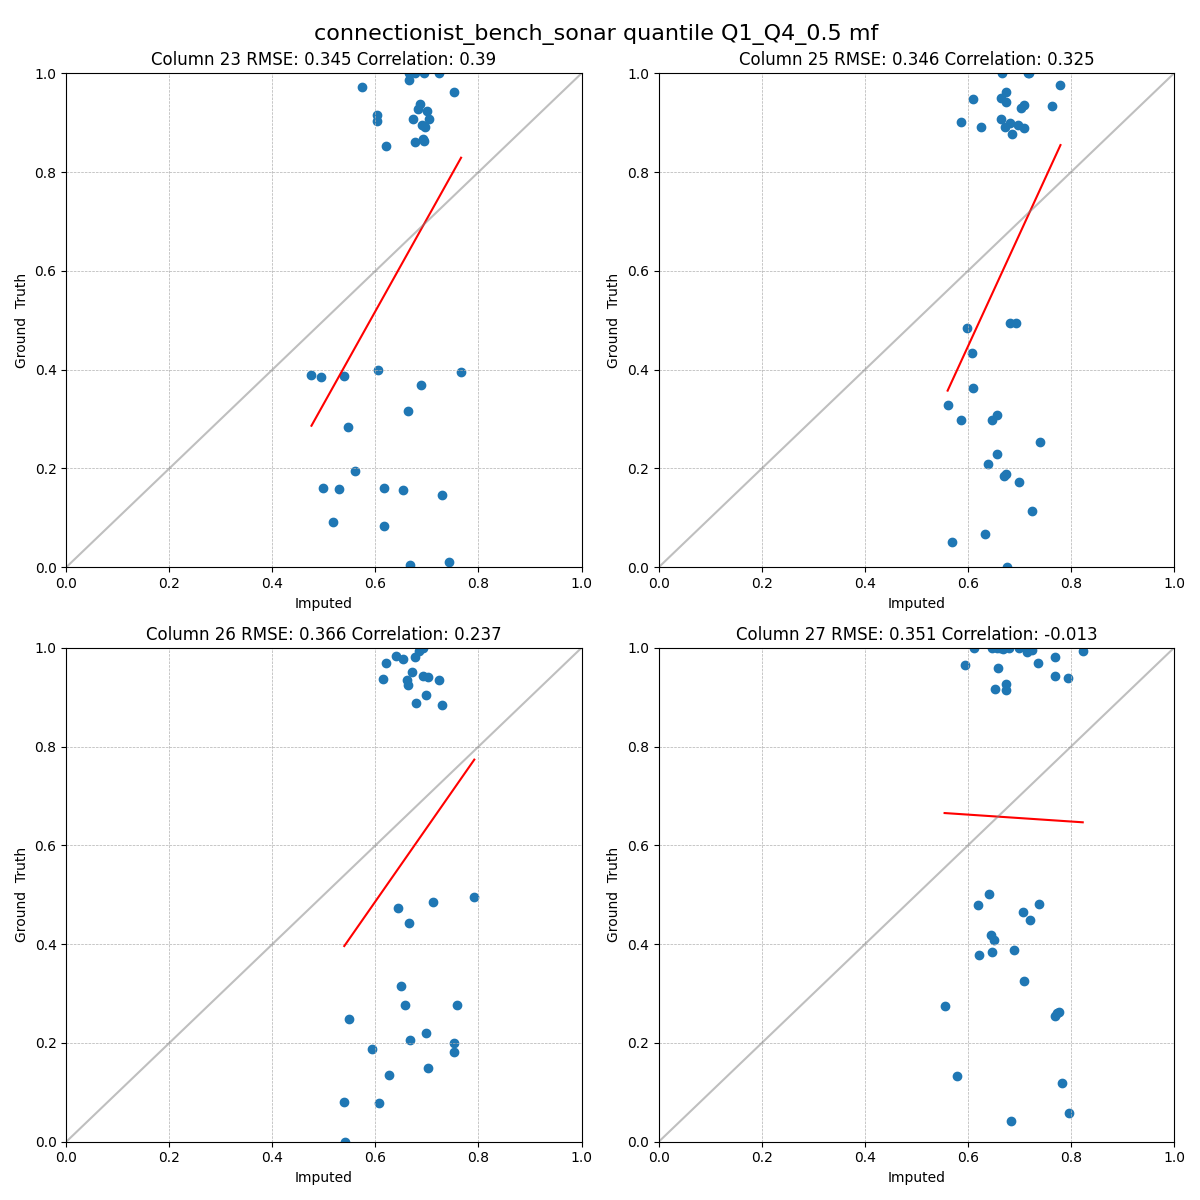 connectionist_bench_sonar quantile Q1_Q4_0.5 mf
Column 23 RMSE: 0.345 Correlation: 0.39
1.0
0.8
0.6
0.4
0.2
0.0
Ground  Truth
0.0 0.2 0.4 0.6 0.8 1.0
Imputed
Column 25 RMSE: 0.346 Correlation: 0.325
1.0
0.8
0.6
0.4
0.2
0.0
Ground  Truth
0.0 0.2 0.4 0.6 0.8 1.0
Imputed
Column 26 RMSE: 0.366 Correlation: 0.237
1.0
0.8
0.6
0.4
0.2
0.0
Ground  Truth
0.0 0.2 0.4 0.6 0.8 1.0
Imputed
Column 27 RMSE: 0.351 Correlation: -0.013
1.0
0.8
0.6
0.4
0.2
0.0
Ground  Truth
0.0 0.2 0.4 0.6 0.8 1.0
Imputed